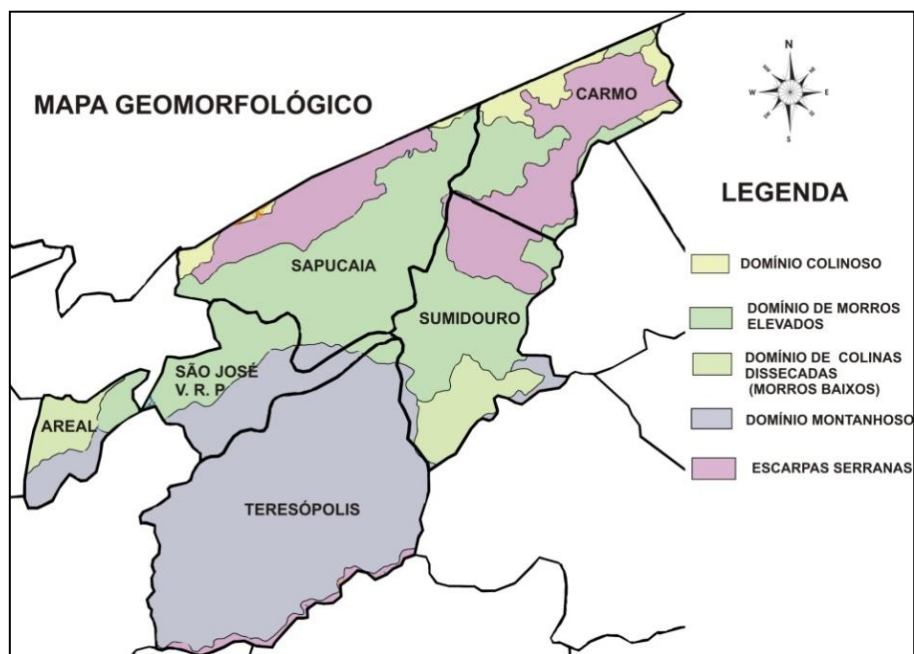 MAPA GEOMORFOLÓGICO
N
W
E
S
CARMO
LEGENDA
SAPUCAIA
DOMÍNIO COLINOSO
SUMIDOURO
DOMÍNIO DE MORROS
ELEVADOS
SÃO JOSÉ
V. R. P.
DOMÍNIO DE COLINAS
DISSECADAS
(MORROS BAIXOS)
AREAL
DOMÍNIO MONTANHOSO
ESCARPAS SERRANAS
TERESÓPOLIS